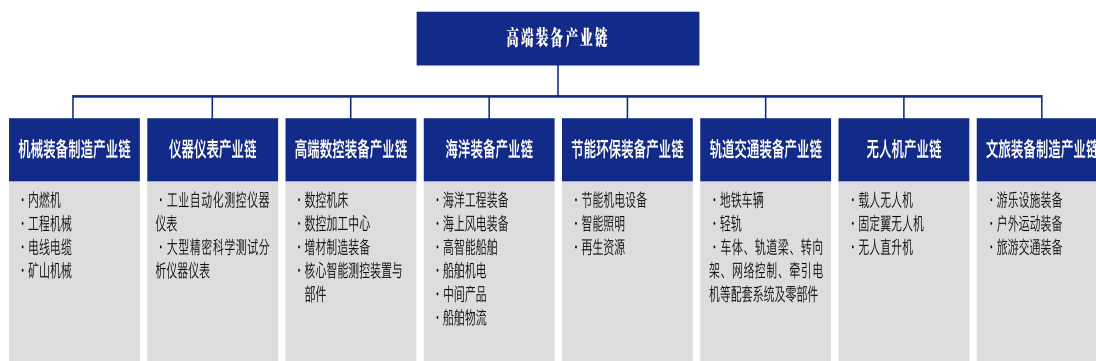 高端装备产业链
机械装备制造产业链
·内燃机
·工程机械
·电线电缆
·矿山机械
仪器仪表产业链
·工业自动化测控仪器
仪表
·大型精密科学测试分
析仪器仪表
高端数控装备产业链
·数控机床
·数控加工中心
·增材制造装备
·核心智能测控装置与
部件
海洋装备产业链
·海洋工程装备
·海上风电装备
·高智能船舶
·船舶机电
·中间产品
·船舶物流
节能环保装备产业链
·节能机电设备
·智能照明
·再生资源
轨道交通装备产业链
·地铁车辆
·轻轨
·车体、轨道梁、转向
架、网络控制、牵引电
机等配套系统及零部件
无人机产业链
·载人无人机
·固定翼无人机
·无人直升机
文旅装备制造产业链
·游乐设施装备
·户外运动装备
·旅游交通装备